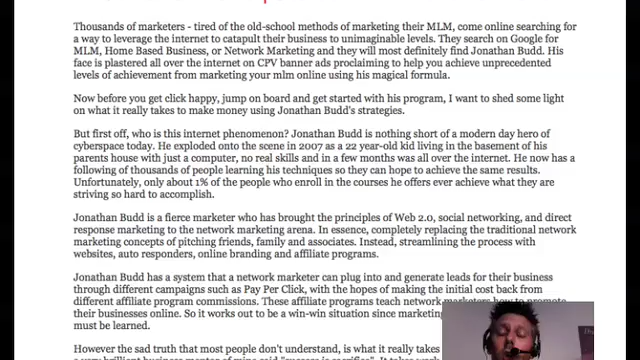 Thousands of marketers - tired of the old-school methods of marketing their MLM, come online searching for
a way to leverage the internet to catapult their business to unimaginable levels. They search on Google for
MLM, Home Based Business, or Network Marketing and they will most definitely find Jonathan Budd. His
face is plastered all over the internet on CPV banner ads proclaiming to help you achieve unprecedented
levels of achievement from marketing your mlm online using his magical formula.
Now before you get click happy, jump on board and get started with his program, I want to shed some light
on what it really takes to make money using Jonathan Budd's strategies.
But first off, who is this internet phenomenon? Jonathan Budd is nothing short of a modern day hero of
cyberspace today. He exploded onto the scene in 2007 as a 22 year-old kid living in the basement of his
parents house with just a computer, no real skills and in a few months was all over the internet. He now has a
following of thousands of people learning his techniques so they can hope to achieve the same results.
Unfortunately, only about 1% of the people who enroll in the courses he offers ever achieve what they are
striving so hard to accomplish.
Jonathan Budd is a fierce marketer who has brought the principles of Web 2.0, social networking, and direct
response marketing to the network marketing arena. In essence, completely replacing the traditional network
marketing concepts of pitching friends, family and associates. Instead, streamlining the process with
websites, auto responders, online branding and affiliate programs.
Jonathan Budd has a system that a network marketer can plug into and generate leads for their business
through different campaigns such as Pay Per Click, with the hopes of making the initial cost back from
different affiliate program commissions. These affiliate programs teach network marketers how to promote
their businesses online. So it works out to be a win-win situation since marketing
must be learned.
However the sad truth that most people don't understand, is what it really takes